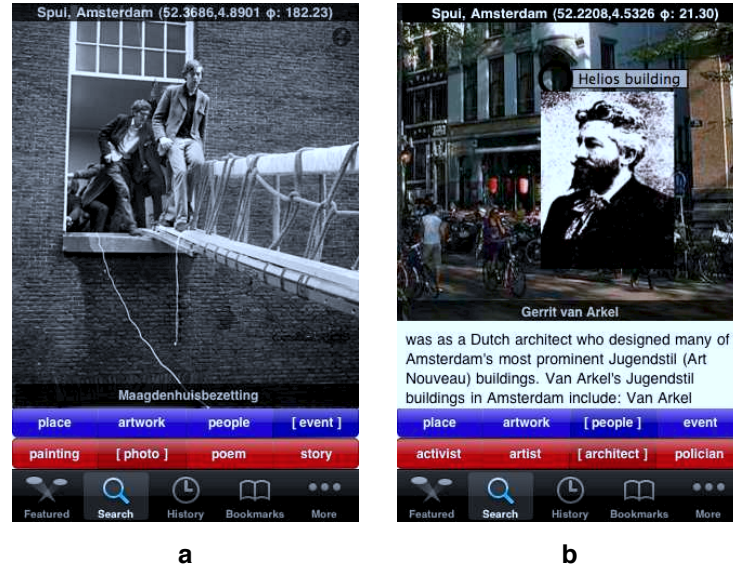 Spui, Amsterdam (52.3686,4.8901 φ: 182.23)
Maagdenhuisbezetting
place artwork people [ event ]
painting [ photo ] poem story
Featured Search History Bookmarks More
a
Spui, Amsterdam (52.2208,4.5326 φ: 21.30)
Helios building
Gerrit van Arkel
was as a Dutch architect who designed many of
Amsterdam's most prominent Jugendstil (Art
Nouveau) buildings. Van Arkel's Jugendstil
buildings in Amsterdam include: Van Arkel
place artwork [ people ] event
activist artist [ architect ] polician
Featured Search History Bookmarks More
b